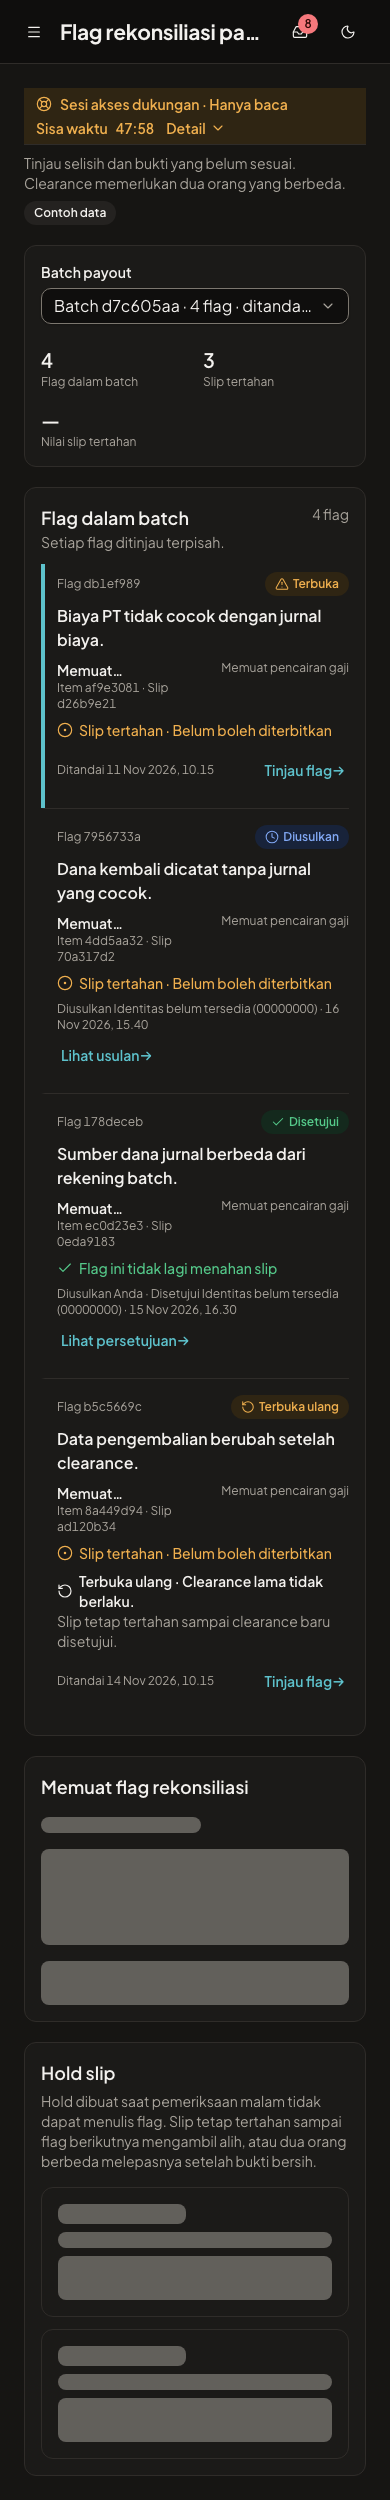 Flag rekonsiliasi pa...
8
Sesi akses dukungan · Hanya baca
Sisa waktu 47:58 Detail
Tinjau selisih dan bukti yang belum sesuai.
Clearance memerlukan dua orang yang berbeda.
Contoh data
Batch payout
Batch d7c605aa · 4 flag · ditanda...
4
Flag dalam batch
3
Slip tertahan
—
Nilai slip tertahan
Flag dalam batch
4 flag
Setiap flag ditinjau terpisah.
Flag db1ef989
Terbuka
Biaya PT tidak cocok dengan jurnal
biaya.
Memuat...
Memuat pencairan gaji
Item af9e3081 · Slip
d26b9e21
Slip tertahan · Belum boleh diterbitkan
Ditandai 11 Nov 2026, 10.15
Tinjau flag→
Flag 7956733a
Diusulkan
Dana kembali dicatat tanpa jurnal
yang cocok.
Memuat...
Memuat pencairan gaji
Item 4dd5aa32 · Slip
70a317d2
Slip tertahan · Belum boleh diterbitkan
Diusulkan Identitas belum tersedia (00000000) · 16
Nov 2026, 15.40
Lihat usulan→
Flag 178deceb
Disetujui
Sumber dana jurnal berbeda dari
rekening batch.
Memuat...
Memuat pencairan gaji
Item ec0d23e3 · Slip
0eda9183
Flag ini tidak lagi menahan slip
Diusulkan Anda · Disetujui Identitas belum tersedia
(00000000) · 15 Nov 2026, 16.30
Lihat persetujuan→
Flag b5c5669c
Terbuka ulang
Data pengembalian berubah setelah
clearance.
Memuat...
Memuat pencairan gaji
Item 8a449d94 · Slip
ad120b34
Slip tertahan · Belum boleh diterbitkan
Terbuka ulang · Clearance lama tidak
berlaku.
Slip tetap tertahan sampai clearance baru
disetujui.
Ditandai 14 Nov 2026, 10.15
Tinjau flag→
Memuat flag rekonsiliasi
Hold slip
Hold dibuat saat pemeriksaan malam tidak
dapat menulis flag. Slip tetap tertahan sampai
flag berikutnya mengambil alih, atau dua orang
berbeda melepasnya setelah bukti bersih.